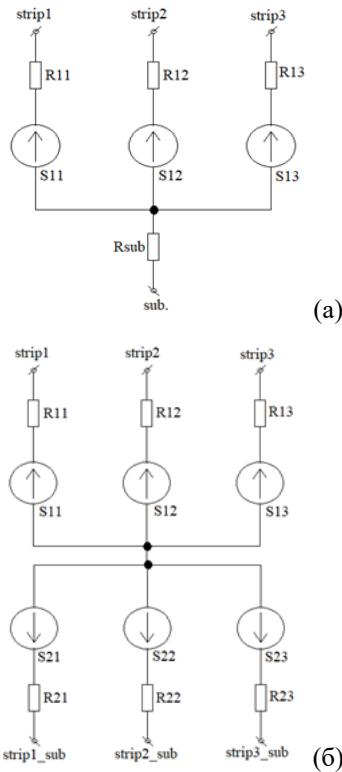 strip1 strip2 strip3
R11 R12 R13
S11 S12 S13
Rsub
sub.
(а)
strip1 strip2 strip3
R11 R12 R13
S11 S12 S13
S21 S22 S23
R21 R22 R23
strip1_sub strip2_sub strip3_sub
(б)